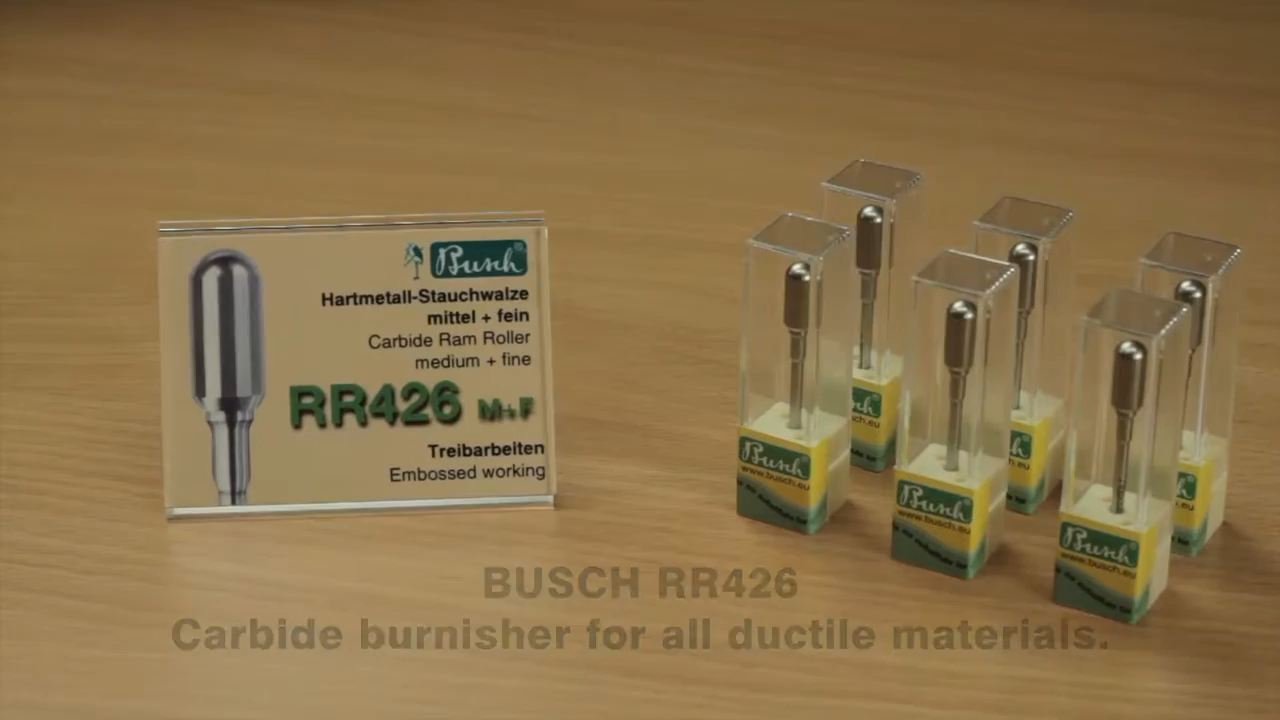 Busch
Hartmetall-Stauchwalze
mittel + fein
Carbide Ram Roller
medium + fine
RR426 M+F
Treibarbeiten
Embossed working
Busch
www.busch.eu
Busch
www.busch.eu
Busch
www.busch.eu
BUSCH RR426
Carbide burnisher for all ductile materials.